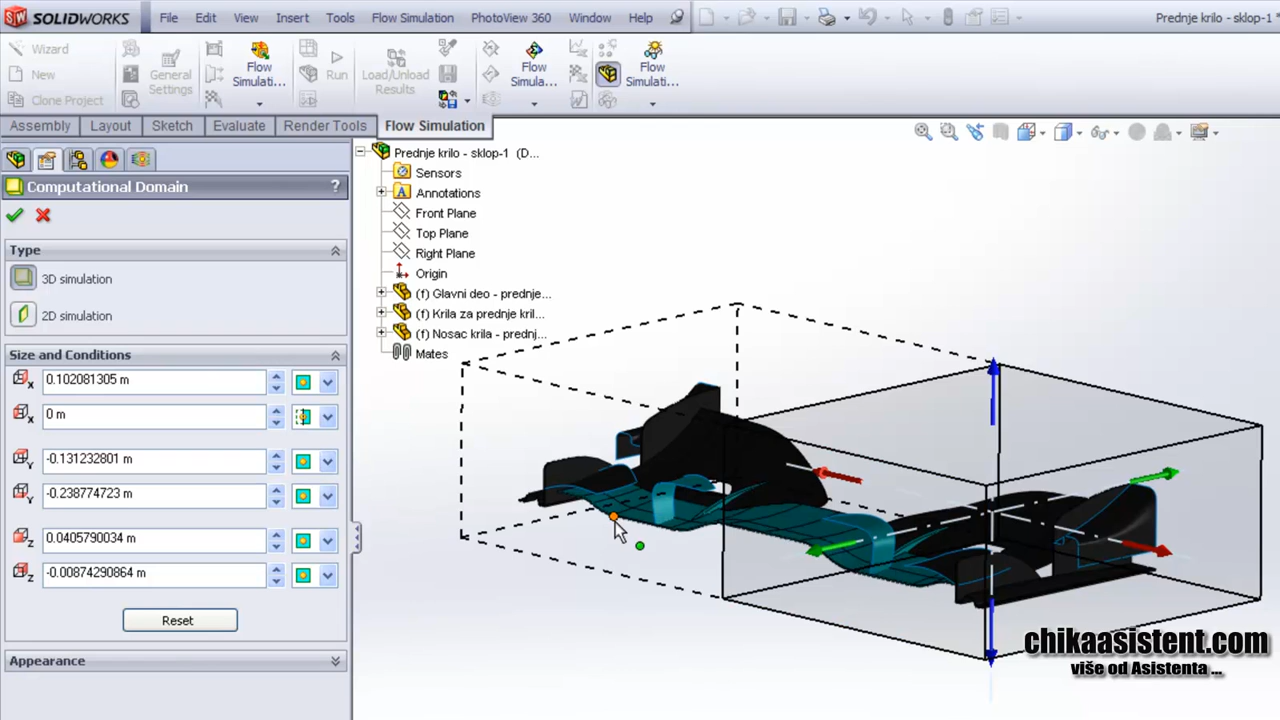 SOLIDWORKS
File Edit View Insert Tools Flow Simulation PhotoView 360 Window Help
Prednje krilo - sklop-1 *
Wizard
New
Clone Project
General
Settings
Flow
Simulati...
Run
Load/Unload
Results
Flow
Simula...
Flow
Simulati...
Assembly Layout Sketch Evaluate Render Tools Flow Simulation
Computational Domain ?
Type
3D simulation
2D simulation
Size and Conditions
X 0.102081305 m
X 0 m
Y -0.131232801 m
Y -0.238774723 m
Z 0.0405790034 m
Z -0.00874290864 m
Reset
Appearance
Prednje krilo - sklop-1 (D...
Sensors
Annotations
Front Plane
Top Plane
Right Plane
Origin
(f) Glavni deo - prednje...
(f) Krila za prednje kril...
(f) Nosac krila - prednj...
Mates
chikaasistent.com
više od Asistenta ...